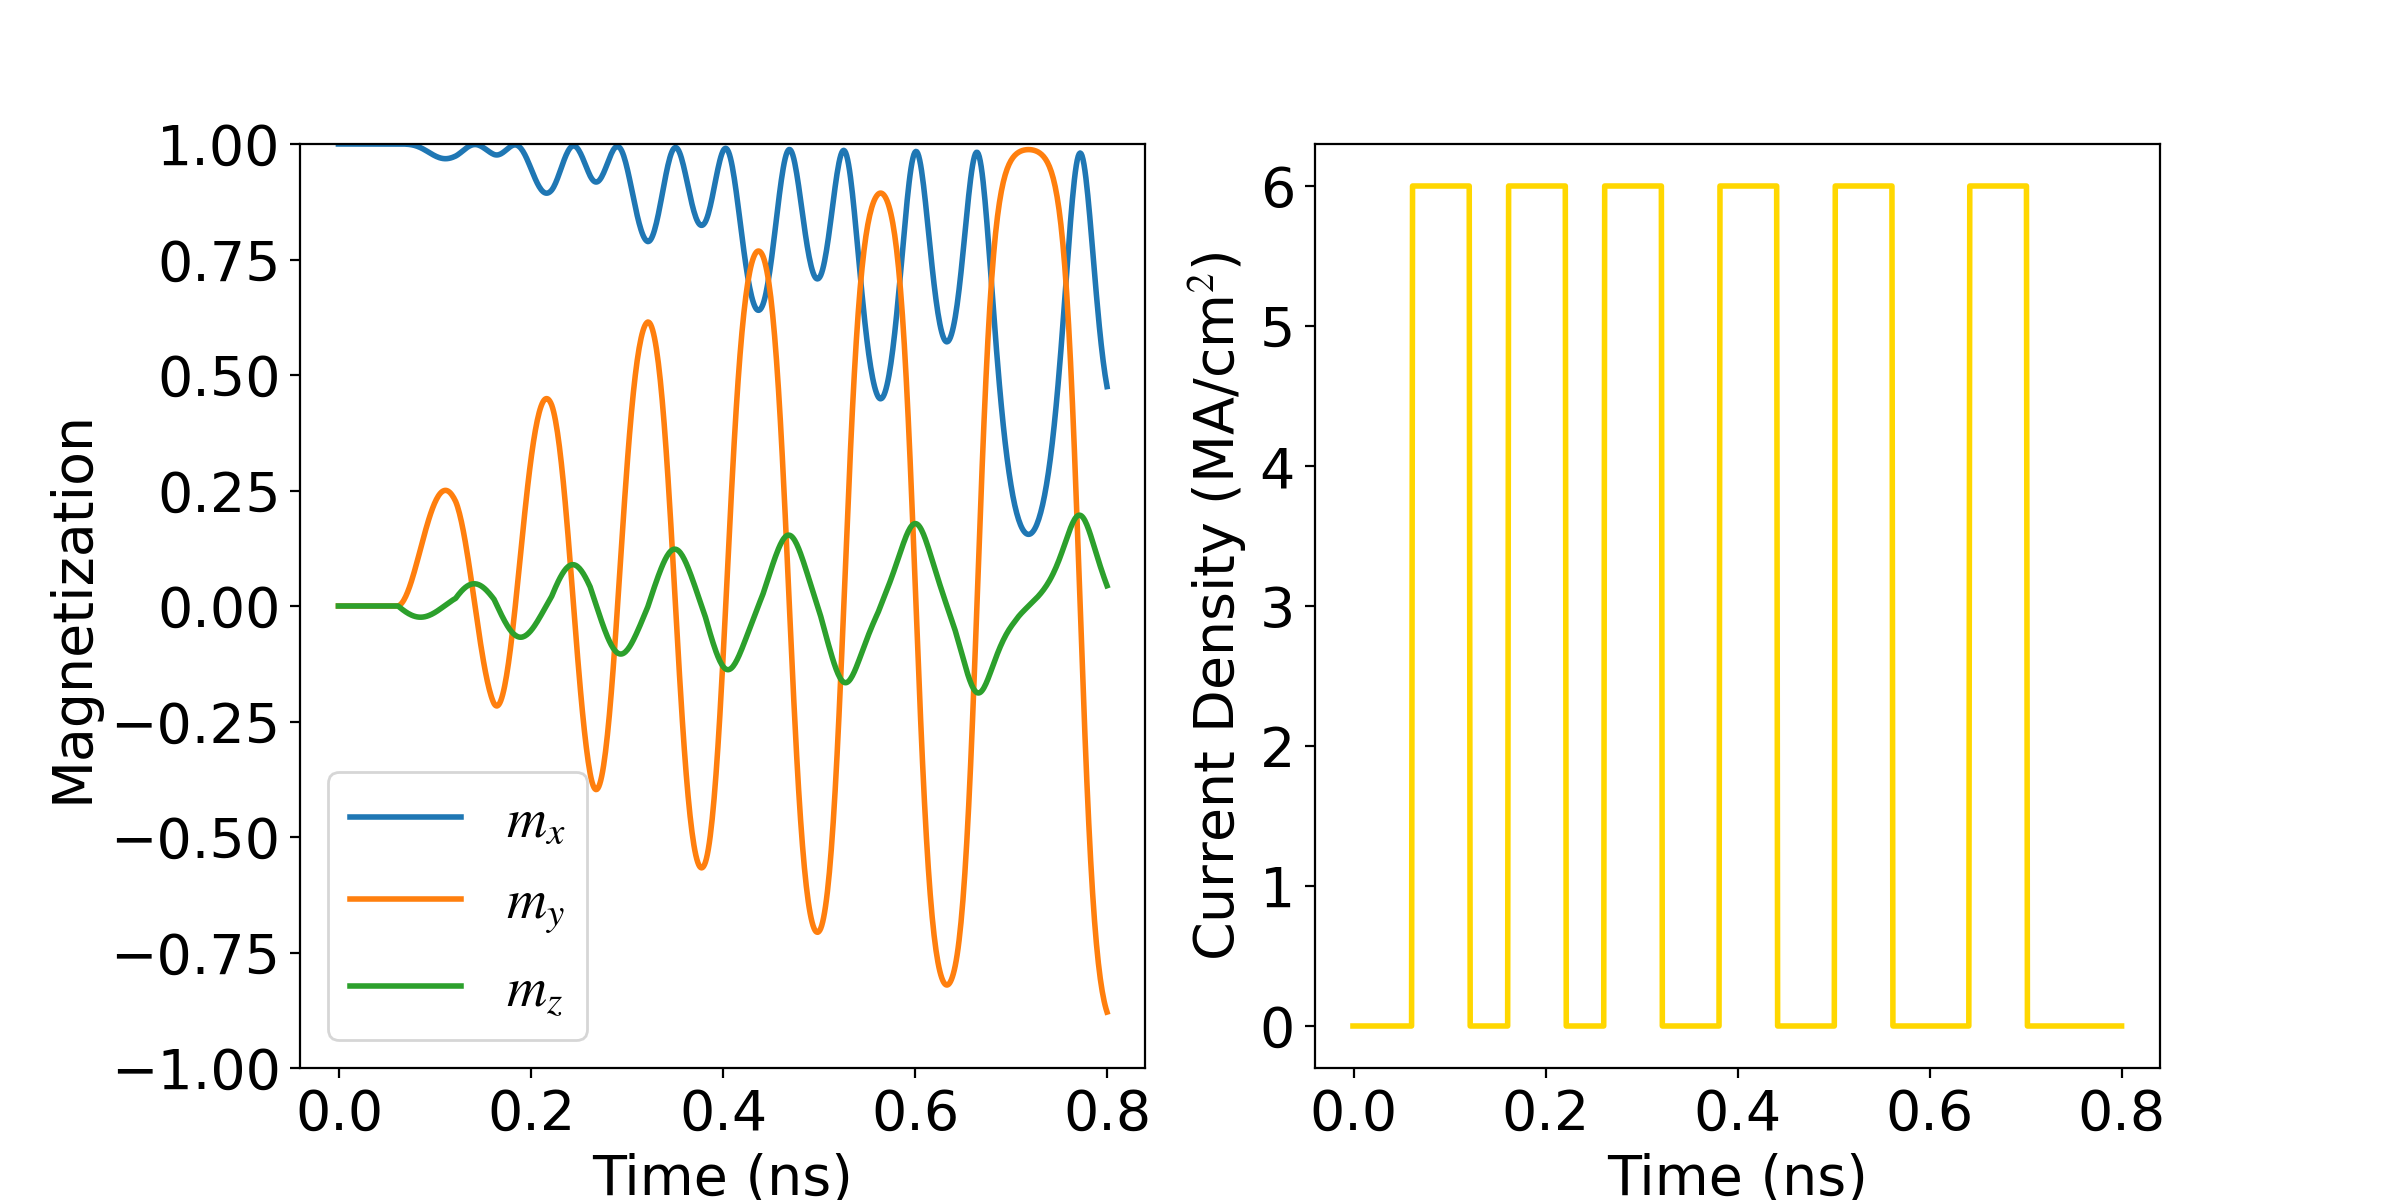 Magnetization
1.00
0.75
0.50
0.25
0.00
−0.25
−0.50
−0.75
−1.00
m_x
m_y
m_z
0.0 0.2 0.4 0.6 0.8
Time (ns)
Current Density (MA/cm²)
6
5
4
3
2
1
0
0.0 0.2 0.4 0.6 0.8
Time (ns)